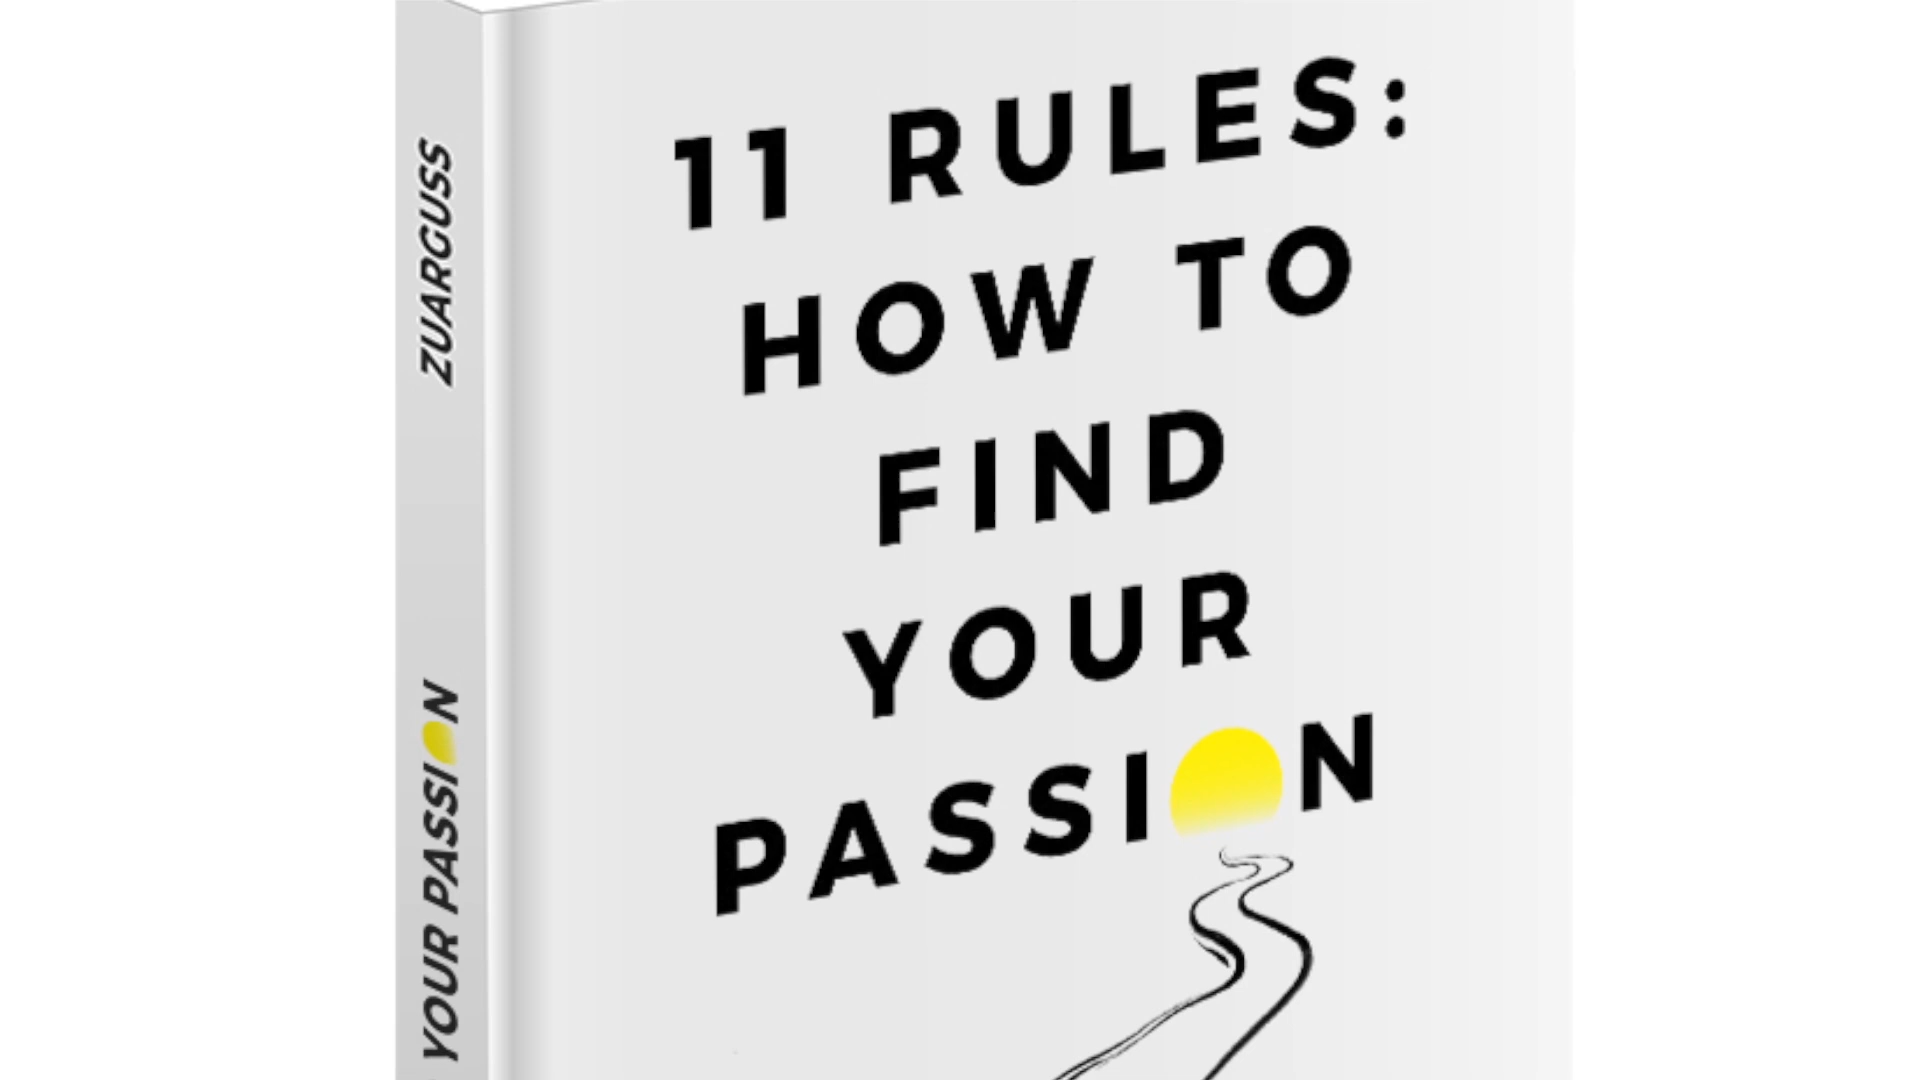 11 RULES:
HOW TO
FIND
YOUR
PASSION
ZUARGUSS
YOUR PASSION